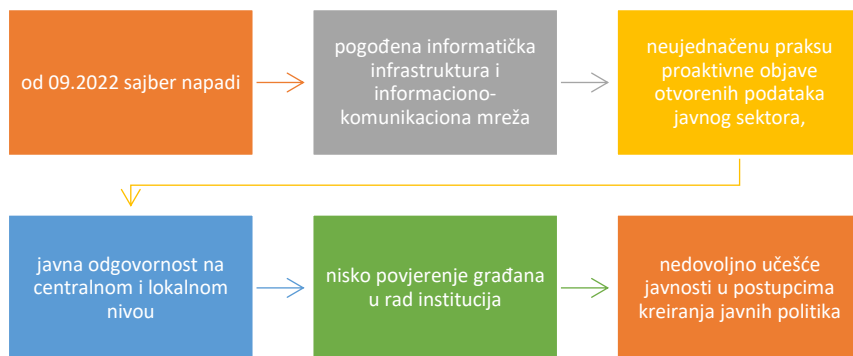 od 09.2022 sajber napadi
pogođena informatička
infrastruktura i
informaciono-
komunikaciona mreža
neujednačenu praksu
proaktivne objave
otvorenih podataka
javnog sektora,
javna odgovornost na
centralnom i lokalnom
nivou
nisko povjerenje građana
u rad institucija
nedovoljno učešće
javnosti u postupcima
kreiranja javnih politika